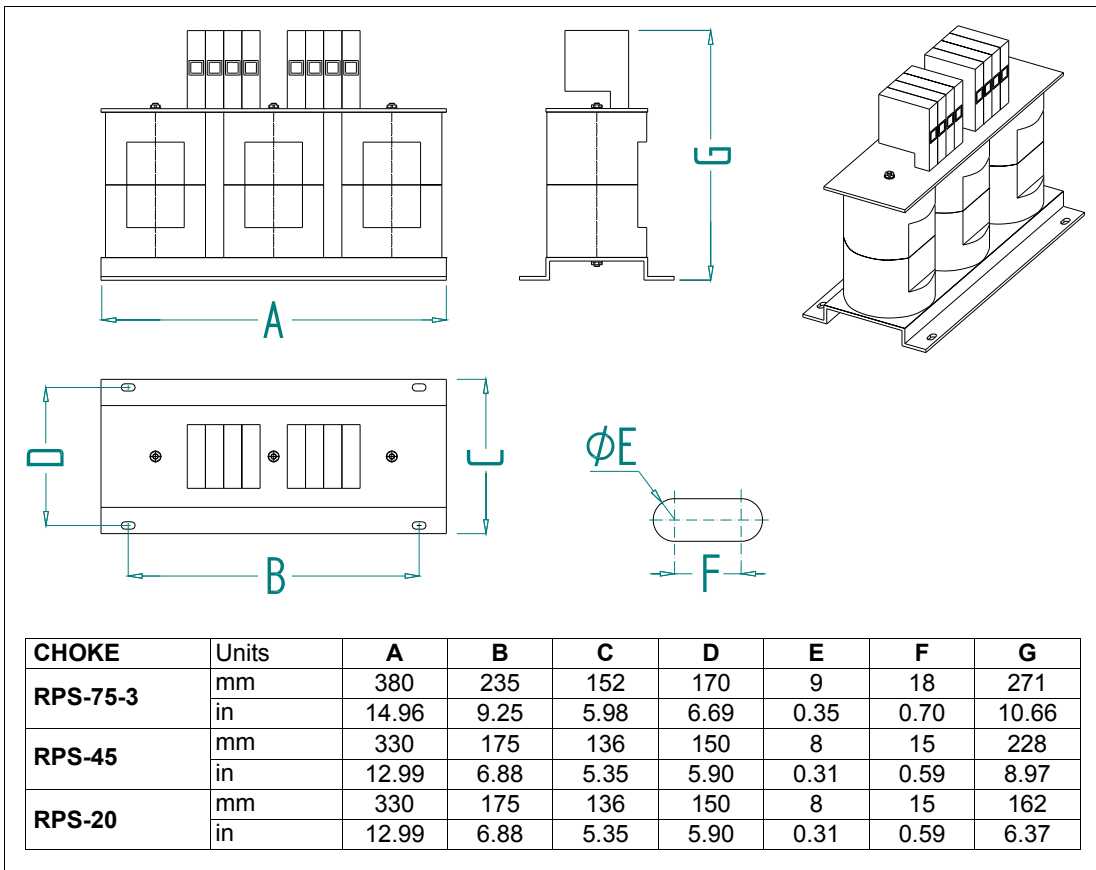 G
A
D
C
B
ϕE
F
CHOKE Units A B C D E F G
RPS-75-3 mm 380 235 152 170 9 18 271
in 14.96 9.25 5.98 6.69 0.35 0.70 10.66
RPS-45 mm 330 175 136 150 8 15 228
in 12.99 6.88 5.35 5.90 0.31 0.59 8.97
RPS-20 mm 330 175 136 150 8 15 162
in 12.99 6.88 5.35 5.90 0.31 0.59 6.37